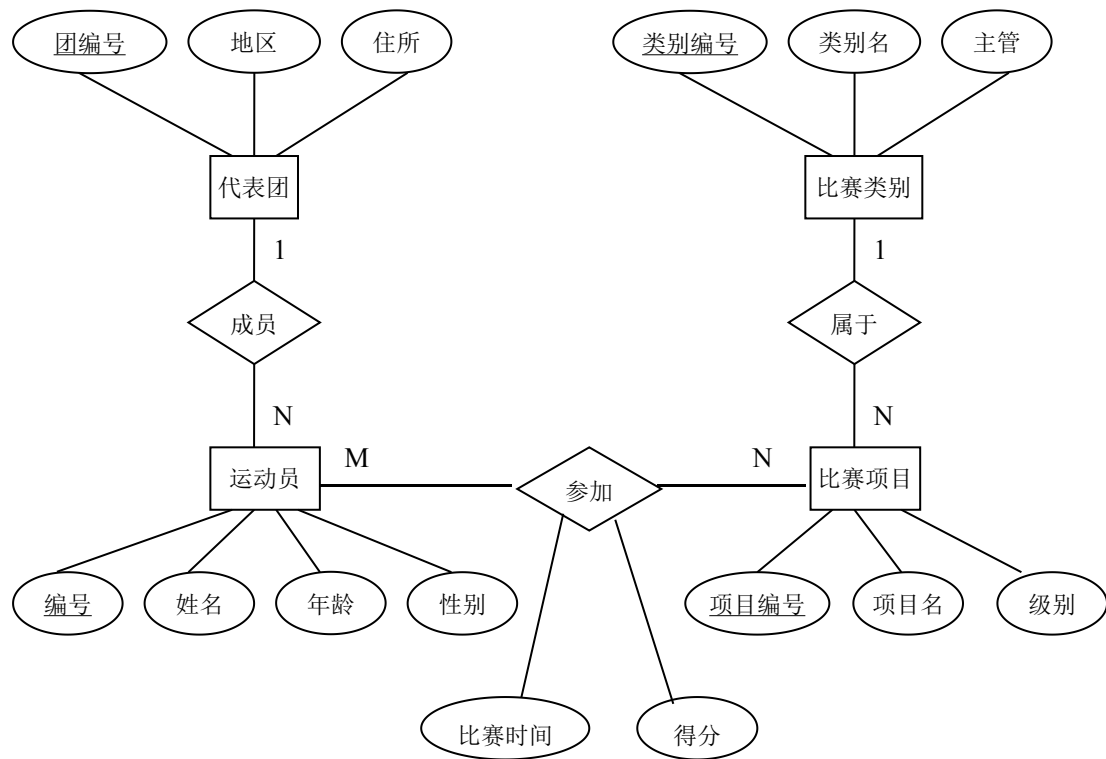 团编号 地区 住所 类别编号 类别名 主管
代表团 比赛类别
1 1
成员 属于
N N
运动员 M 参加 N 比赛项目
编号 姓名 年龄 性别 项目编号 项目名 级别
比赛时间 得分